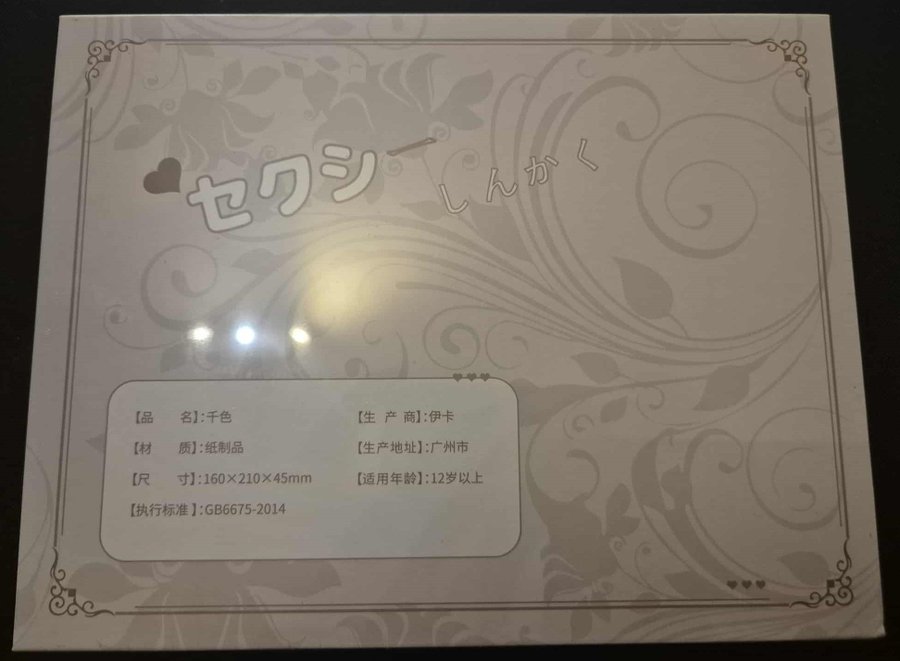 セクシー
しんかく
【品 名】:千色
【生 产 商】:伊卡
【材 质】:纸制品
【生产地址】:广州市
【尺 寸】:160×210×45mm
【适用年龄】:12岁以上
【执行标准】:GB6675-2014